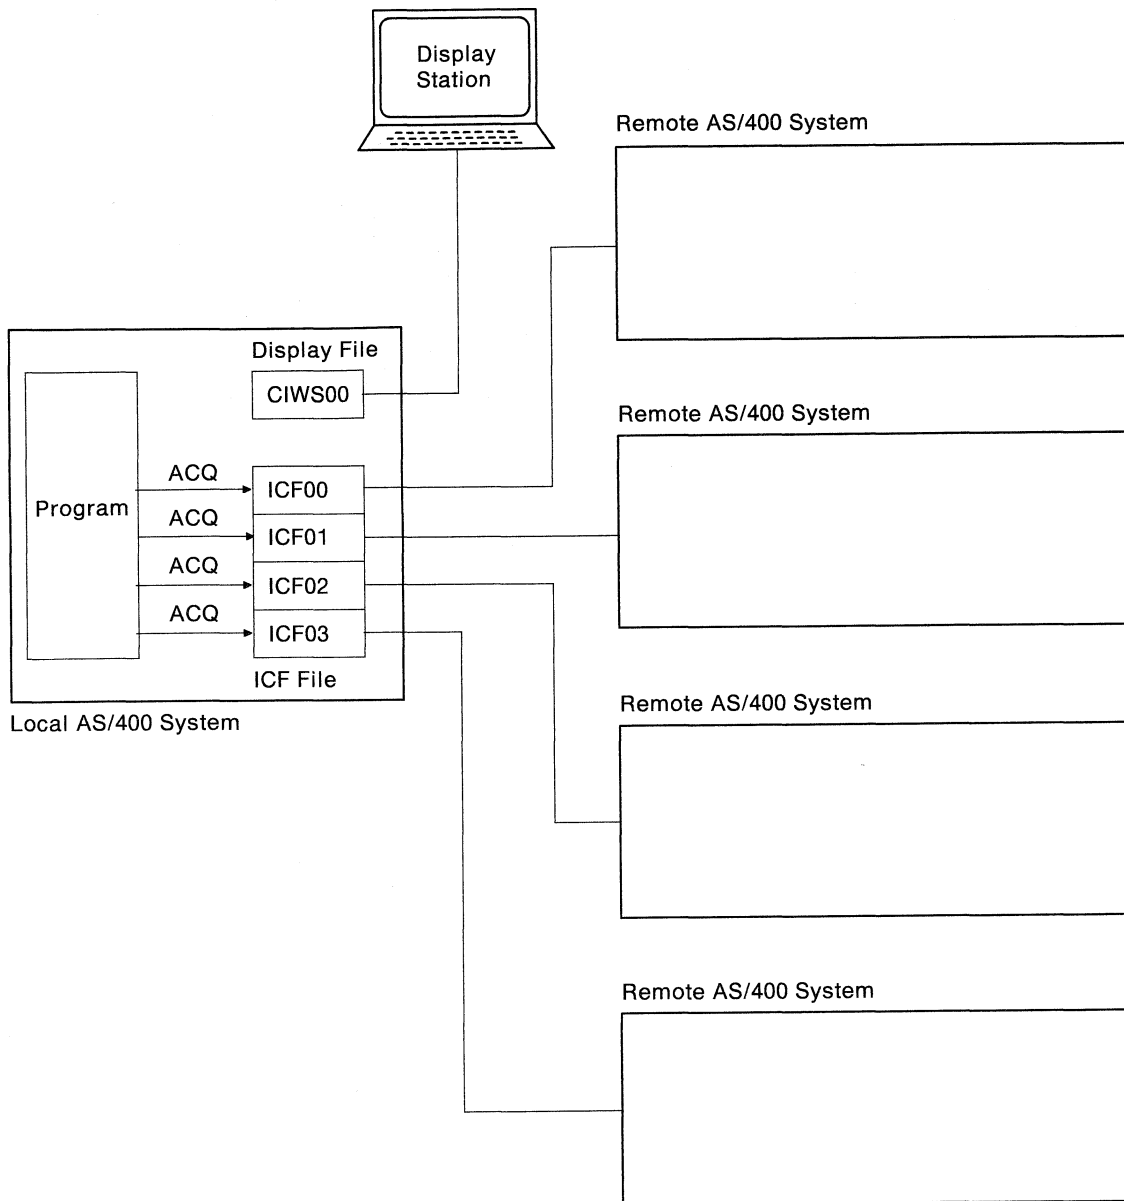 Display
Station
Remote AS/400 System
Display File
CIWS00
Remote AS/400 System
ACQ
ICF00
Program
ACQ
ICF01
ACQ
ICF02
ACQ
ICF03
ICF File
Local AS/400 System
Remote AS/400 System
Remote AS/400 System